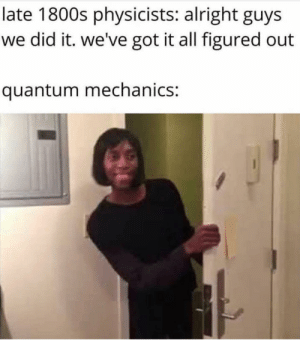 late 1800s physicists: alright guys
we did it. we've got it all figured out
quantum mechanics: